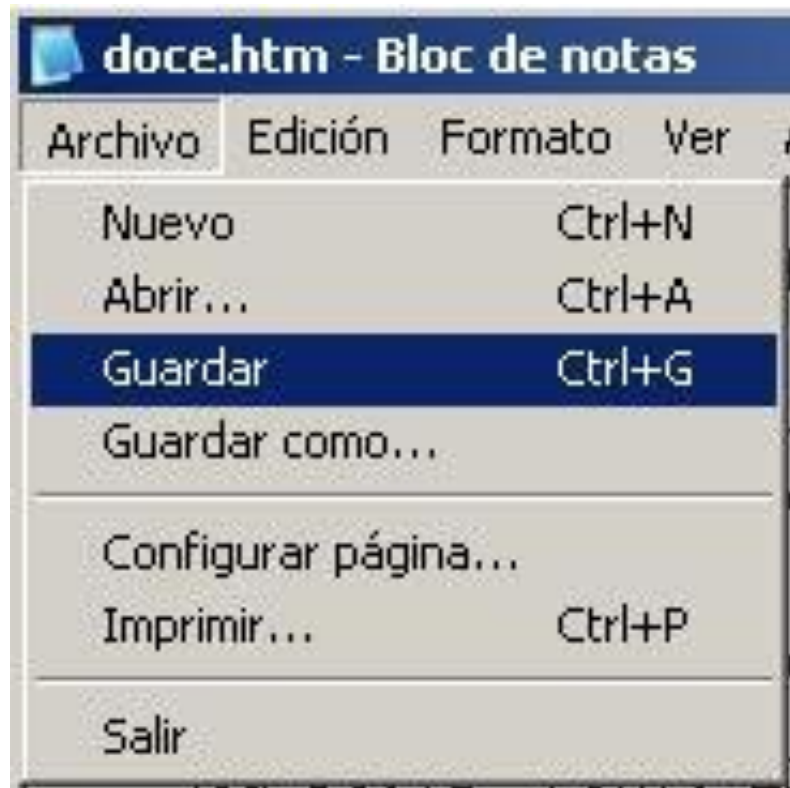 doce.htm - Bloc de notas
Archivo Edición Formato Ver
Nuevo Ctrl+N
Abrir... Ctrl+A
Guardar Ctrl+G
Guardar como...
Configurar página...
Imprimir... Ctrl+P
Salir